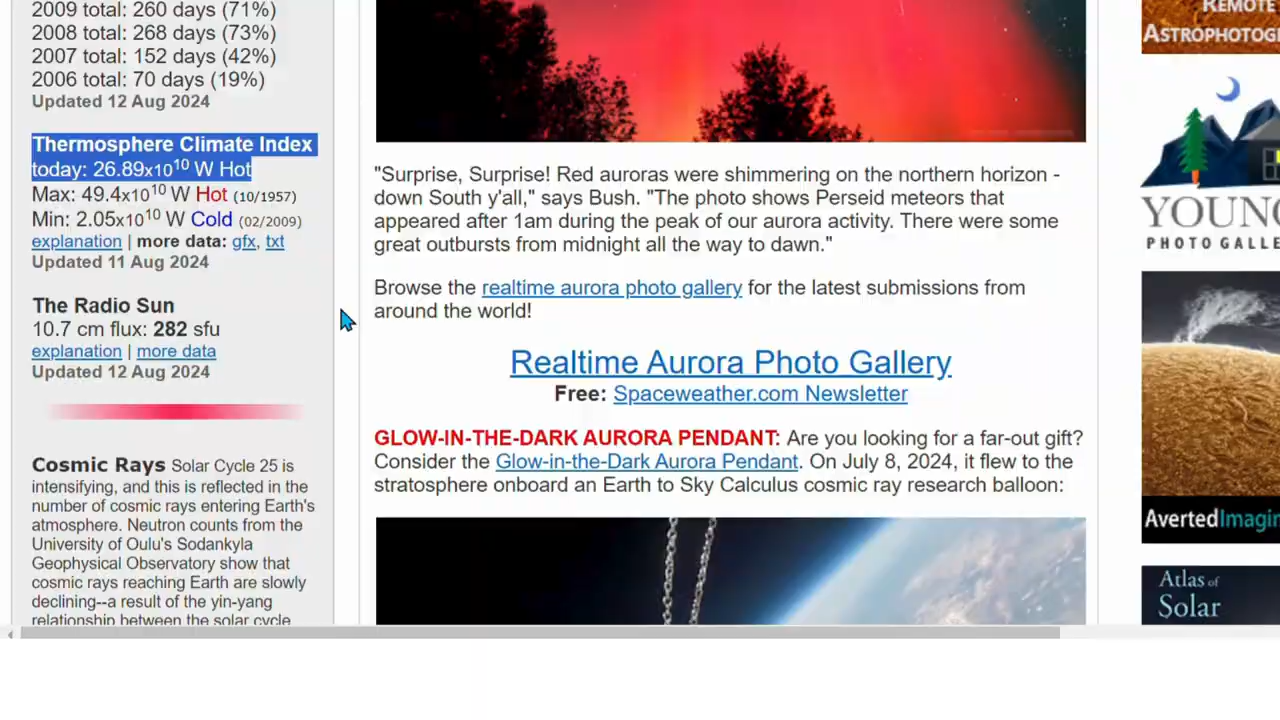 2009 total: 260 days (71%)
2008 total: 268 days (73%)
2007 total: 152 days (42%)
2006 total: 70 days (19%)
Updated 12 Aug 2024
Thermosphere Climate Index
today: 26.89x10¹⁰ W Hot
Max: 49.4x10¹⁰ W Hot (10/1957)
Min: 2.05x10¹⁰ W Cold (02/2009)
explanation | more data: gfx, txt
Updated 11 Aug 2024
The Radio Sun
10.7 cm flux: 282 sfu
explanation | more data
Updated 12 Aug 2024
Cosmic Rays Solar Cycle 25 is
intensifying, and this is reflected in the
number of cosmic rays entering Earth's
atmosphere. Neutron counts from the
University of Oulu's Sodankyla
Geophysical Observatory show that
cosmic rays reaching Earth are slowly
declining--a result of the yin-yang
relationship between the solar cycle
"Surprise, Surprise! Red auroras were shimmering on the northern horizon -
down South y'all," says Bush. "The photo shows Perseid meteors that
appeared after 1am during the peak of our aurora activity. There were some
great outbursts from midnight all the way to dawn."
Browse the realtime aurora photo gallery for the latest submissions from
around the world!
Realtime Aurora Photo Gallery
Free: Spaceweather.com Newsletter
GLOW-IN-THE-DARK AURORA PENDANT: Are you looking for a far-out gift?
Consider the Glow-in-the-Dark Aurora Pendant. On July 8, 2024, it flew to the
stratosphere onboard an Earth to Sky Calculus cosmic ray research balloon:
REMOTE
ASTROPHOTOG
YOUNG
PHOTO GALLE
AvertedImagin
Atlas of
Solar